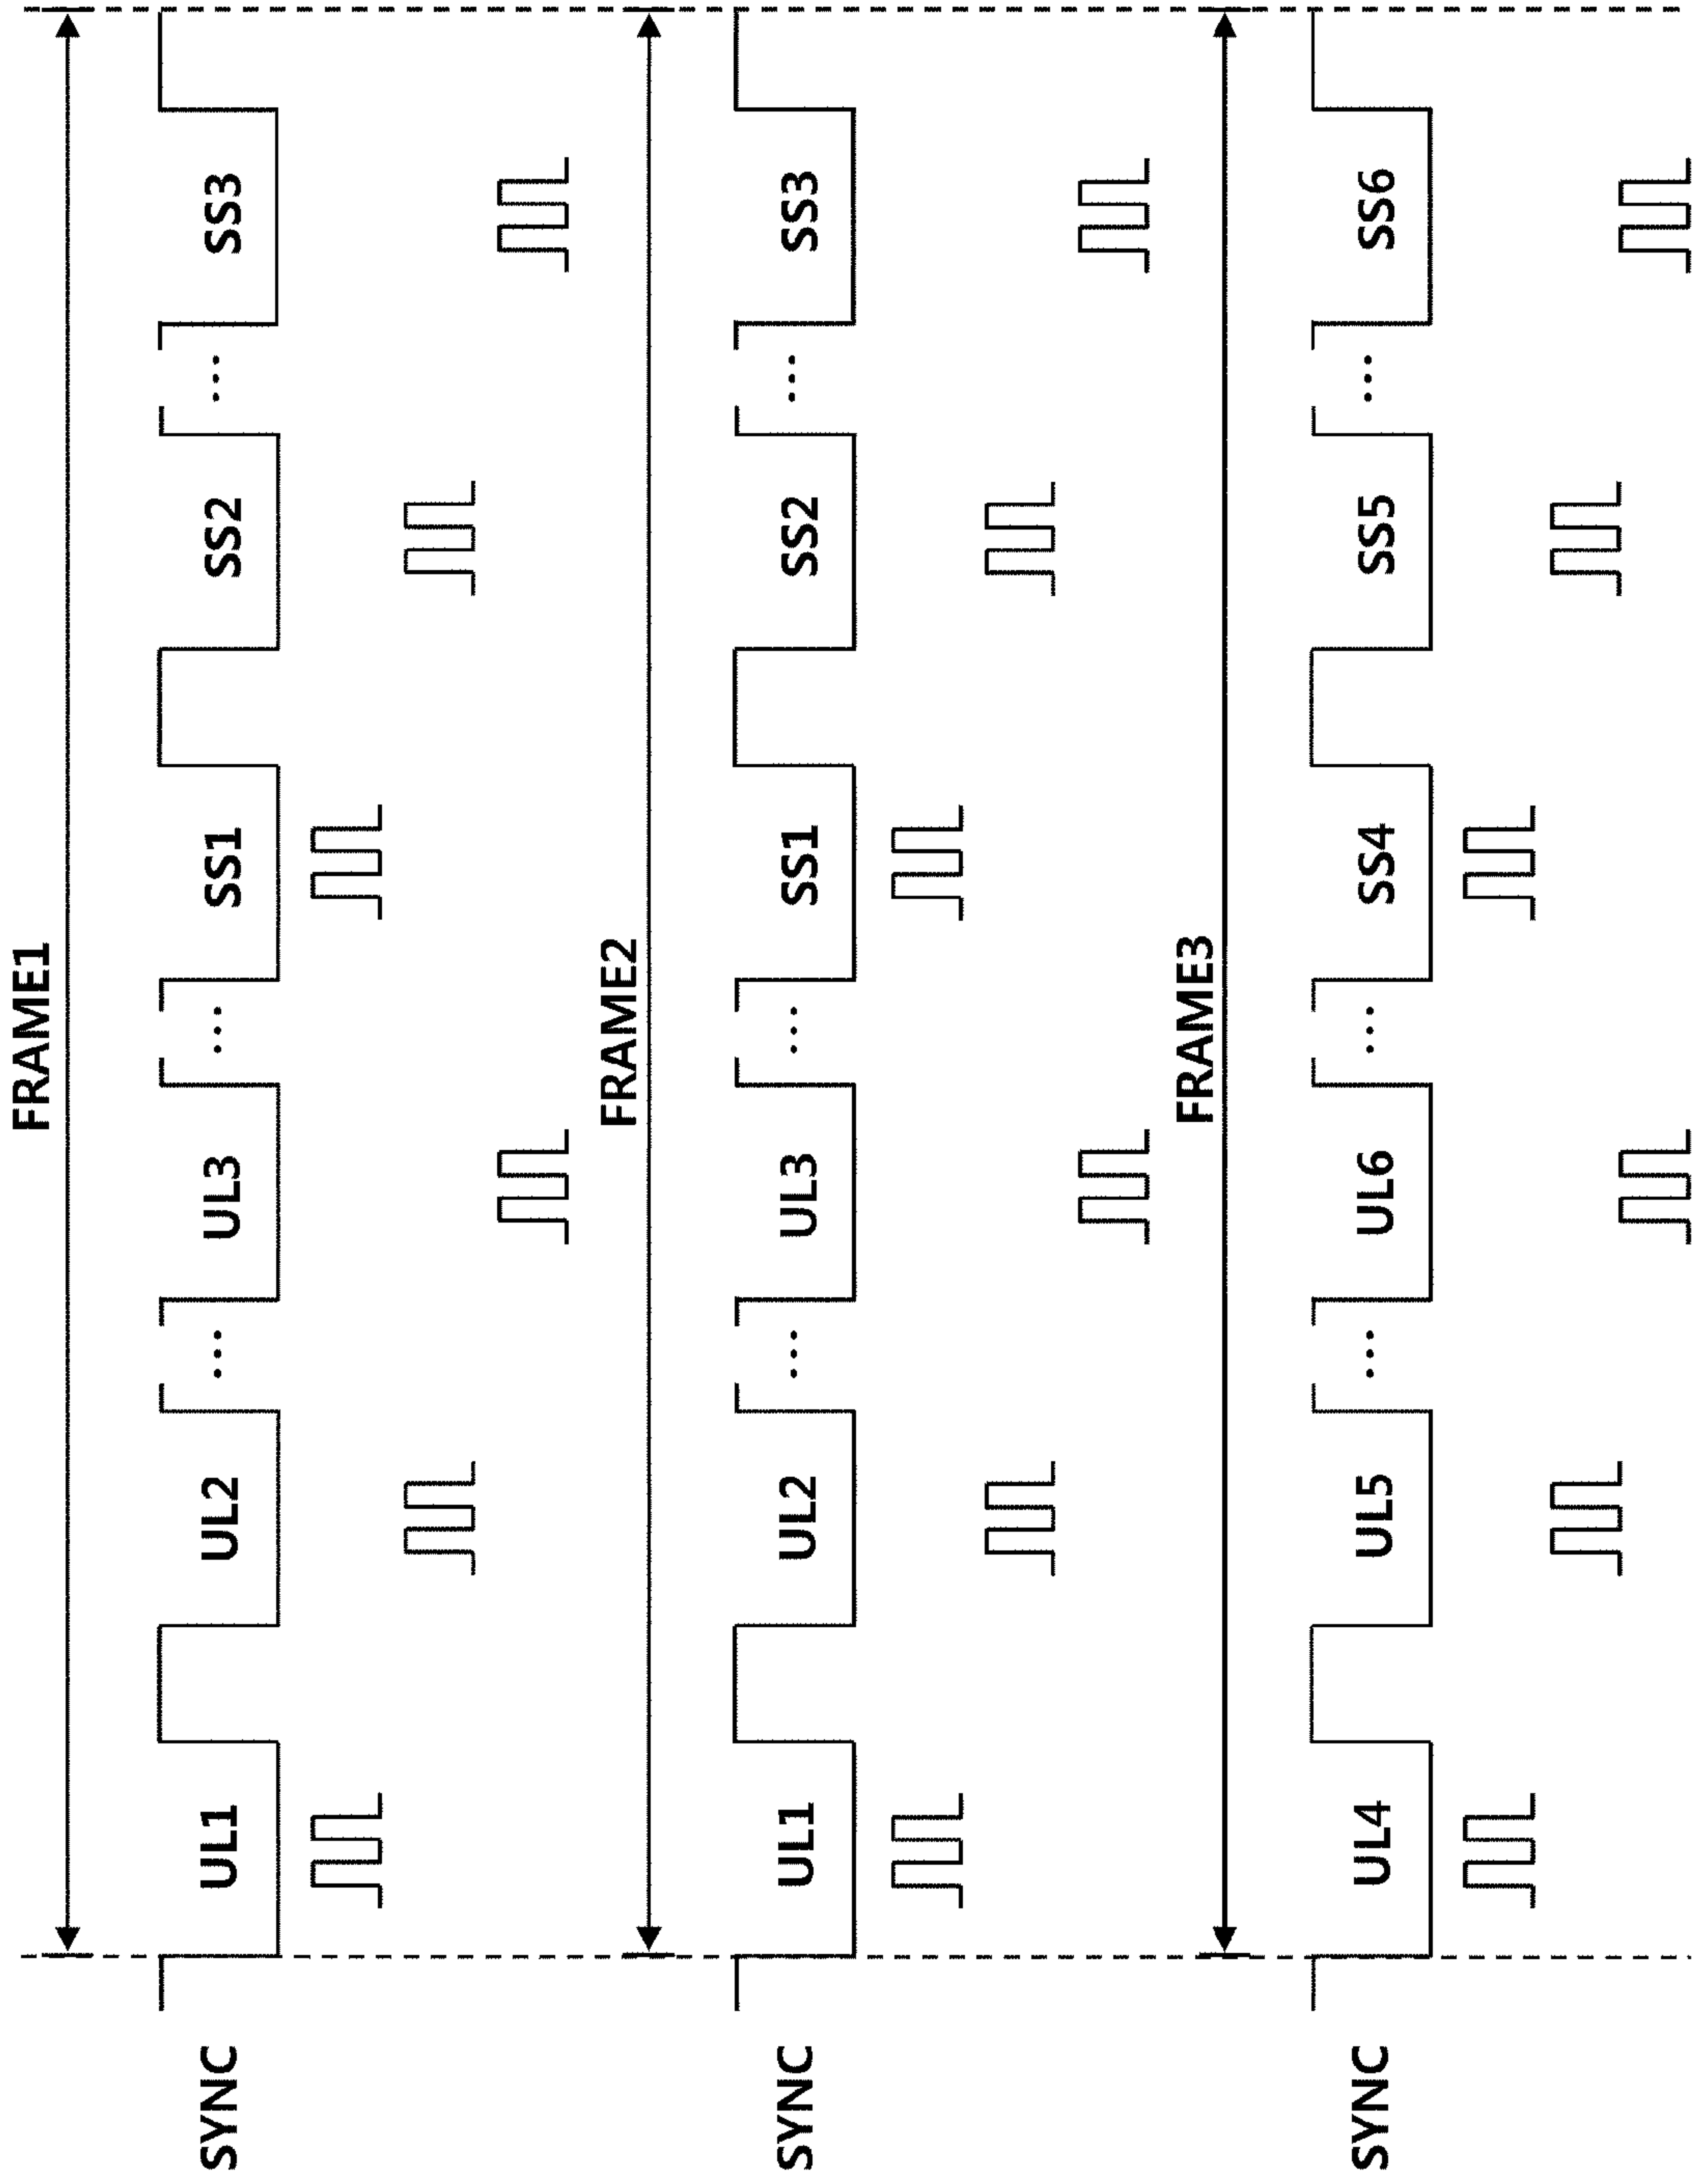 FRAME1
SYNC UL1 UL2 ... UL3 ... SS1 SS2 ... SS3
FRAME2
SYNC UL1 UL2 ... UL3 ... SS1 SS2 ... SS3
FRAME3
SYNC UL4 UL5 ... UL6 ... SS4 SS5 ... SS6